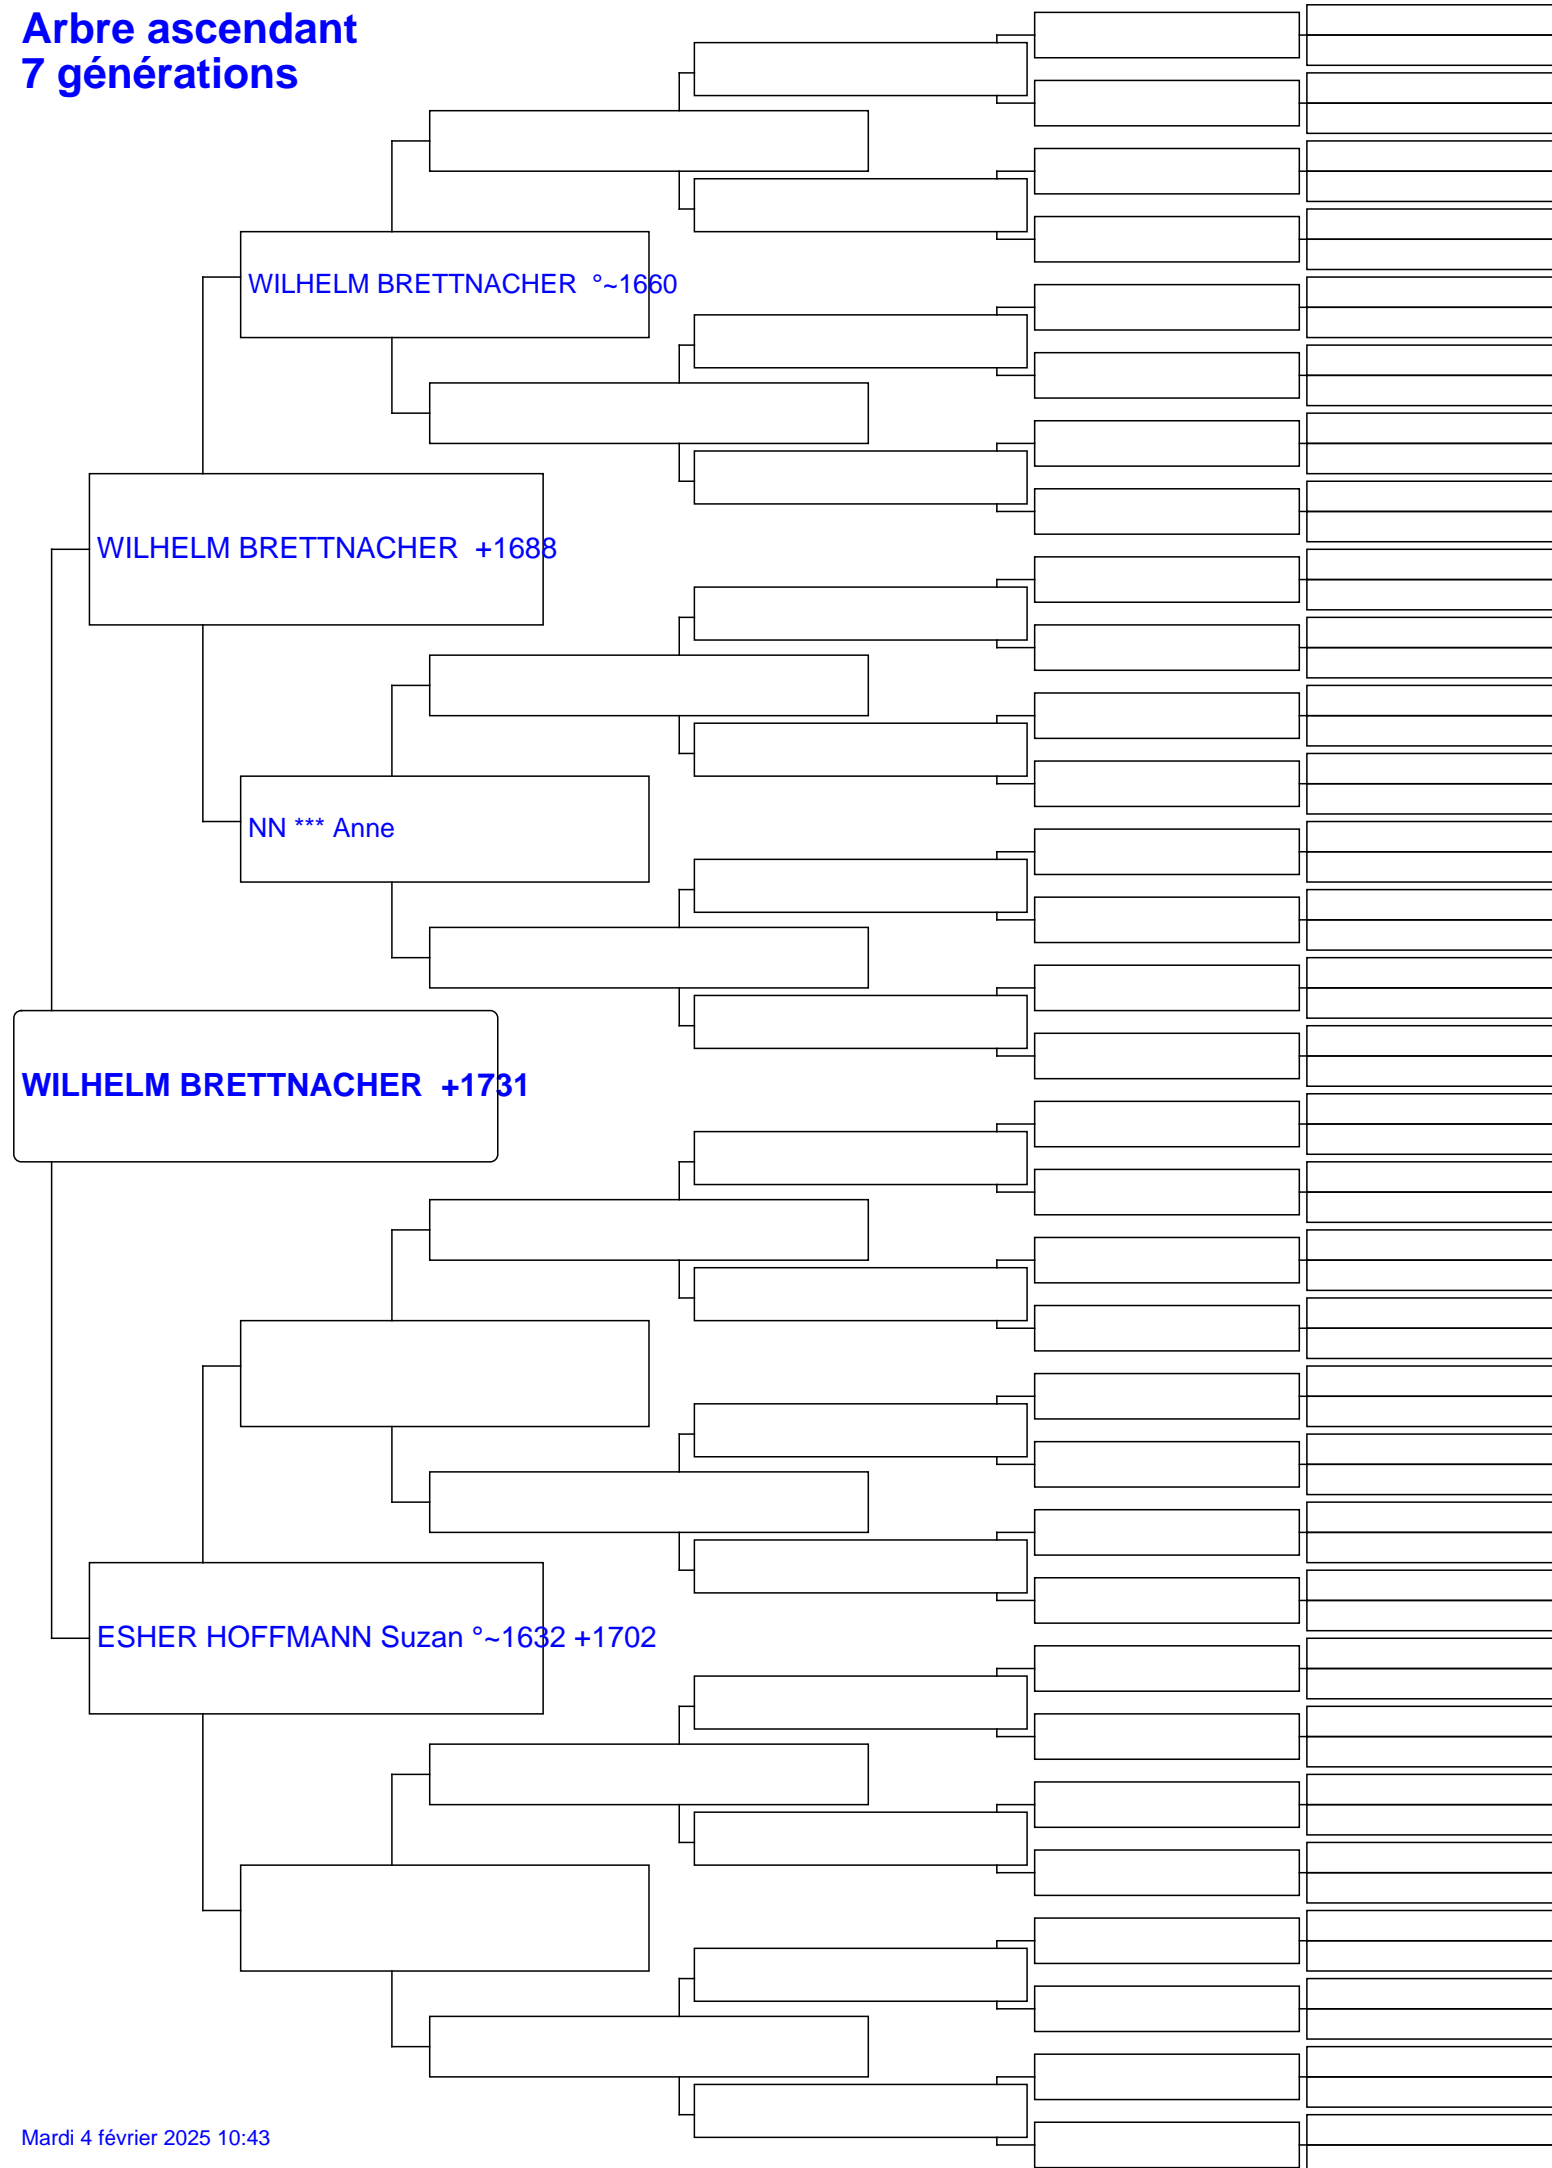 Arbre ascendant
7 générations
WILHELM BRETTNACHER °~1660
WILHELM BRETTNACHER +1688
NN *** Anne
WILHELM BRETTNACHER +1731
ESHER HOFFMANN Suzan °~1632 +1702
Mardi 4 février 2025 10:43